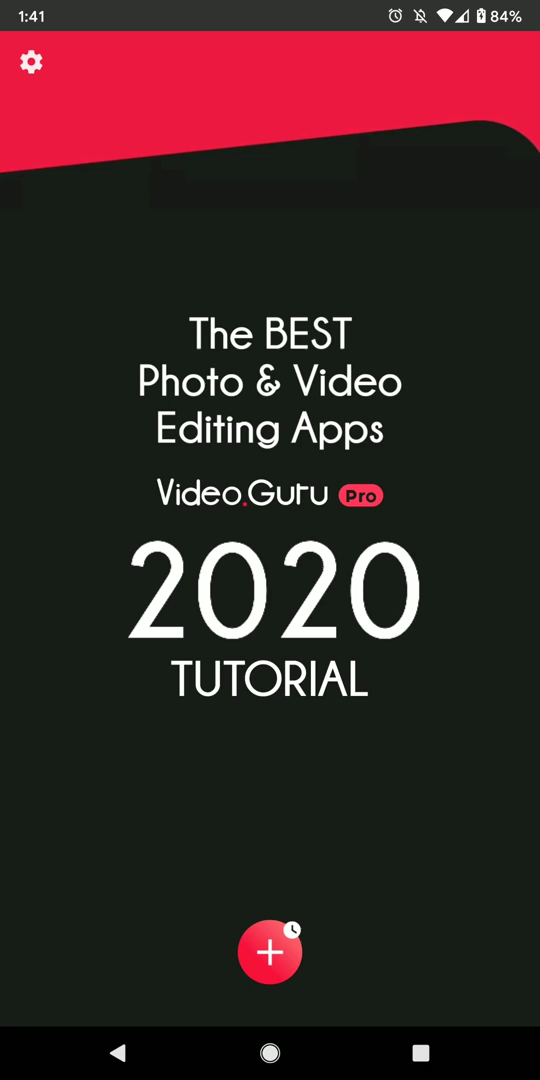 1:41
84%
The BEST
Photo & Video
Editing Apps
Video.Guru Pro
2020
TUTORIAL